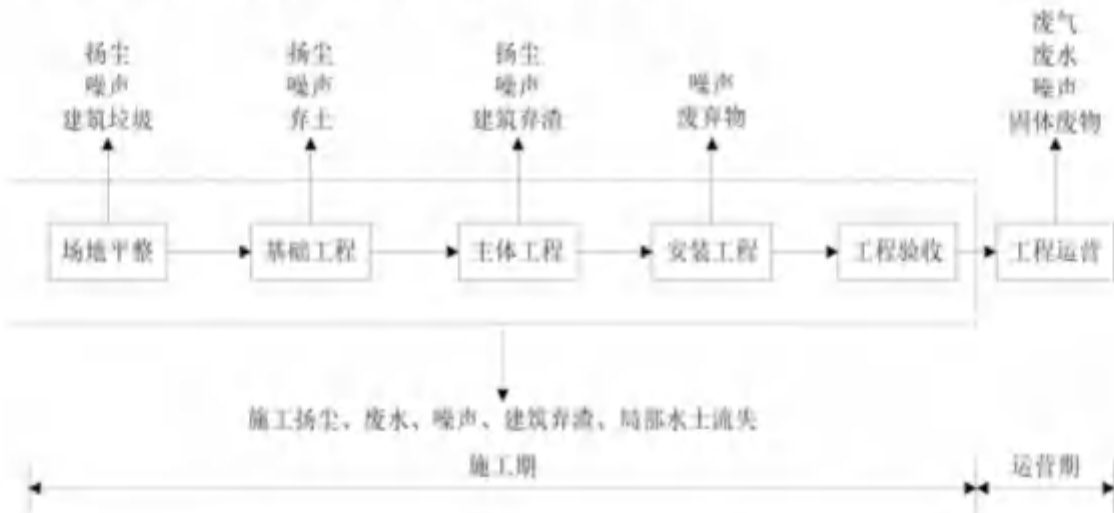 扬尘
噪声
建筑垃圾
扬尘
噪声
弃土
扬尘
噪声
建筑弃渣
噪声
废弃物
废气
废水
噪声
固体废物
场地平整
基础工程
主体工程
安装工程
工程验收
工程运营
施工扬尘、废水、噪声、建筑弃渣、局部水土流失
施工期
运营期